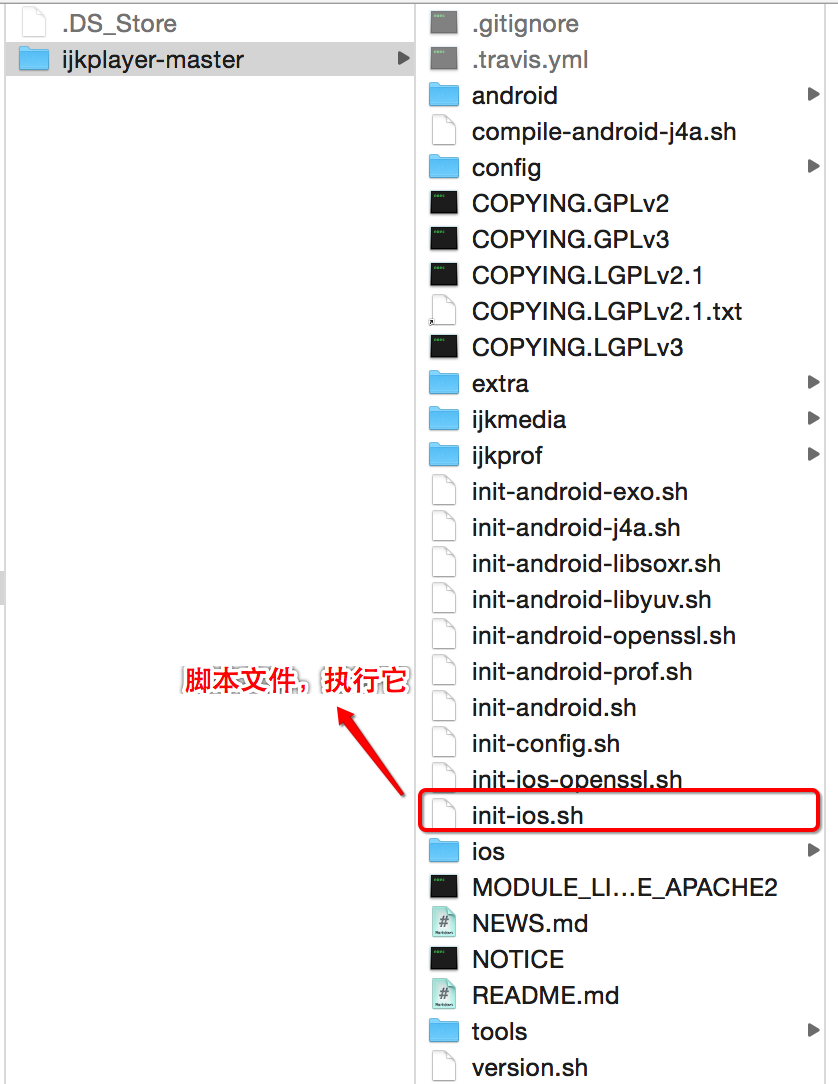 .DS_Store
ijkplayer-master
.gitignore
.travis.yml
android
compile-android-j4a.sh
config
COPYING.GPLv2
COPYING.GPLv3
COPYING.LGPLv2.1
COPYING.LGPLv2.1.txt
COPYING.LGPLv3
extra
ijkmedia
ijkprof
init-android-exo.sh
init-android-j4a.sh
init-android-libsoxr.sh
init-android-libyuv.sh
init-android-openssl.sh
init-android-prof.sh
脚本文件，执行它
init-android.sh
init-config.sh
init-ios-openssl.sh
init-ios.sh
ios
MODULE_LI...E_APACHE2
NEWS.md
NOTICE
README.md
tools
version.sh